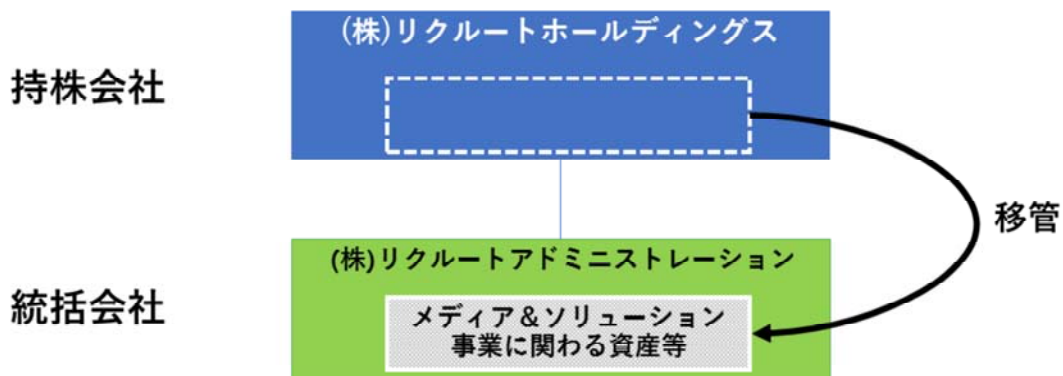 (株)リクルートホールディングス
持株会社
移管
(株)リクルートアドミニストレーション
統括会社
メディア＆ソリューション
事業に関わる資産等